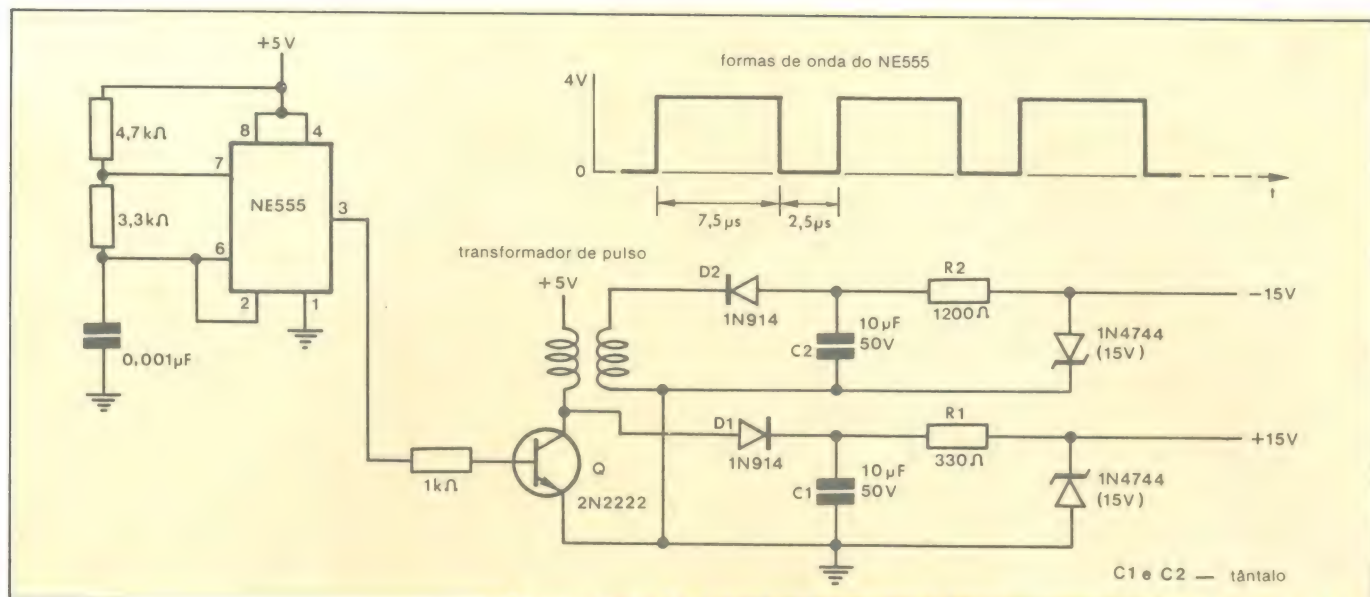 +5V
4,7kΩ
3,3kΩ
0,001µF
8
4
7
NE555
3
6
2
1
formas de onda do NE555
4V
0
t
7,5µs
2,5µs
transformador de pulso
+5V
D2
1N914
10µF
50V
C2
R2
1200Ω
-15V
1N4744
(15V)
D1
1N914
10µF
50V
C1
R1
330Ω
+15V
1N4744
(15V)
1kΩ
Q
2N2222
C1 e C2 — tântalo